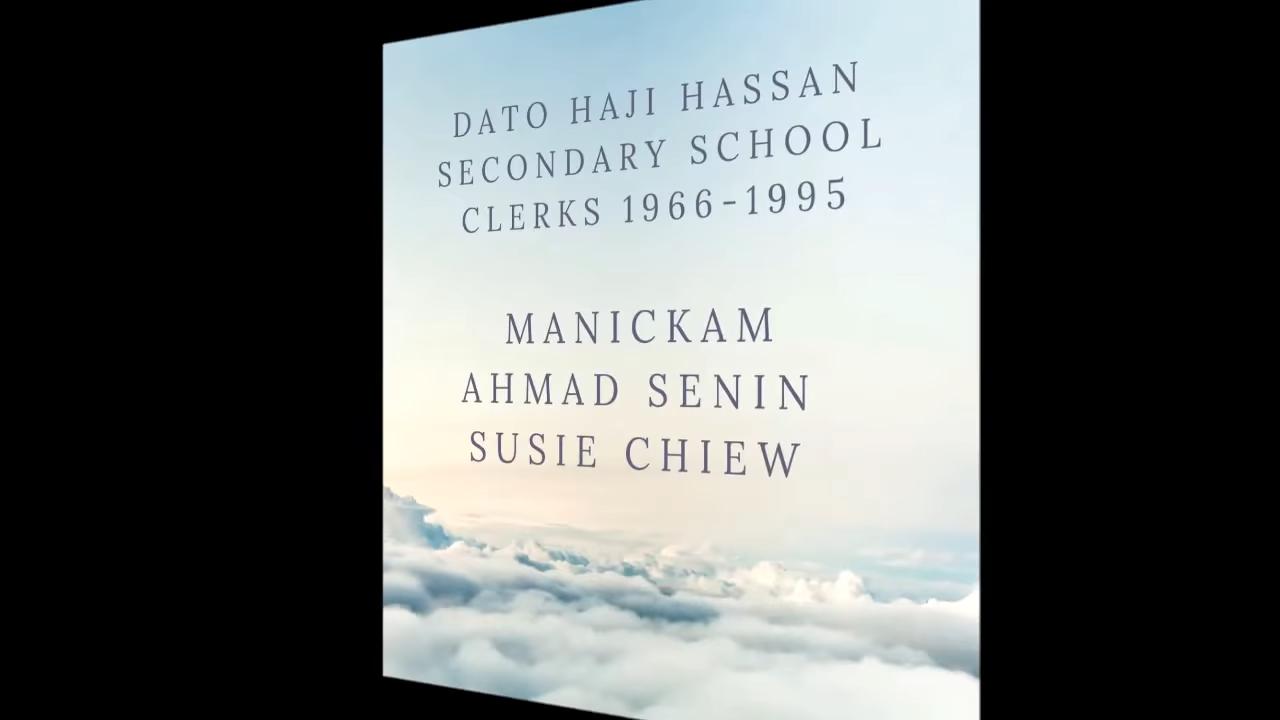 DATO HAJI HASSAN
SECONDARY SCHOOL
CLERKS 1966-1995
MANICKAM
AHMAD SENIN
SUSIE CHIEW